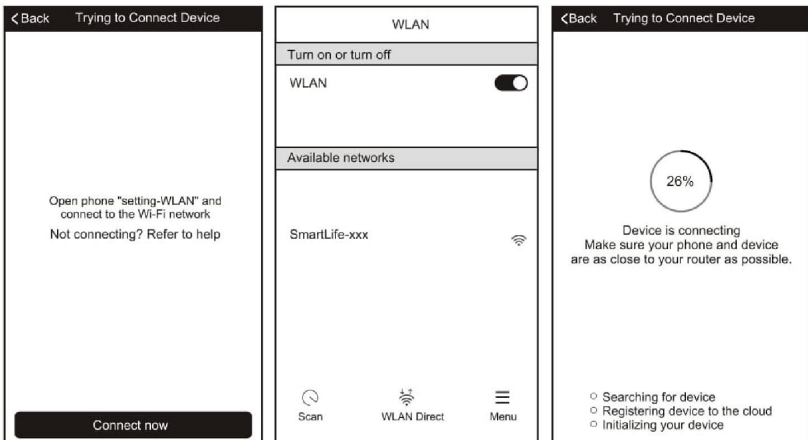 Back Trying to Connect Device
Open phone "setting-WLAN" and
connect to the Wi-Fi network
Not connecting? Refer to help
Connect now
WLAN
Turn on or turn off
WLAN
Available networks
SmartLife-xxx
Scan WLAN Direct Menu
Back Trying to Connect Device
26%
Device is connecting
Make sure your phone and device
are as close to your router as possible.
Searching for device
Registering device to the cloud
Initializing your device